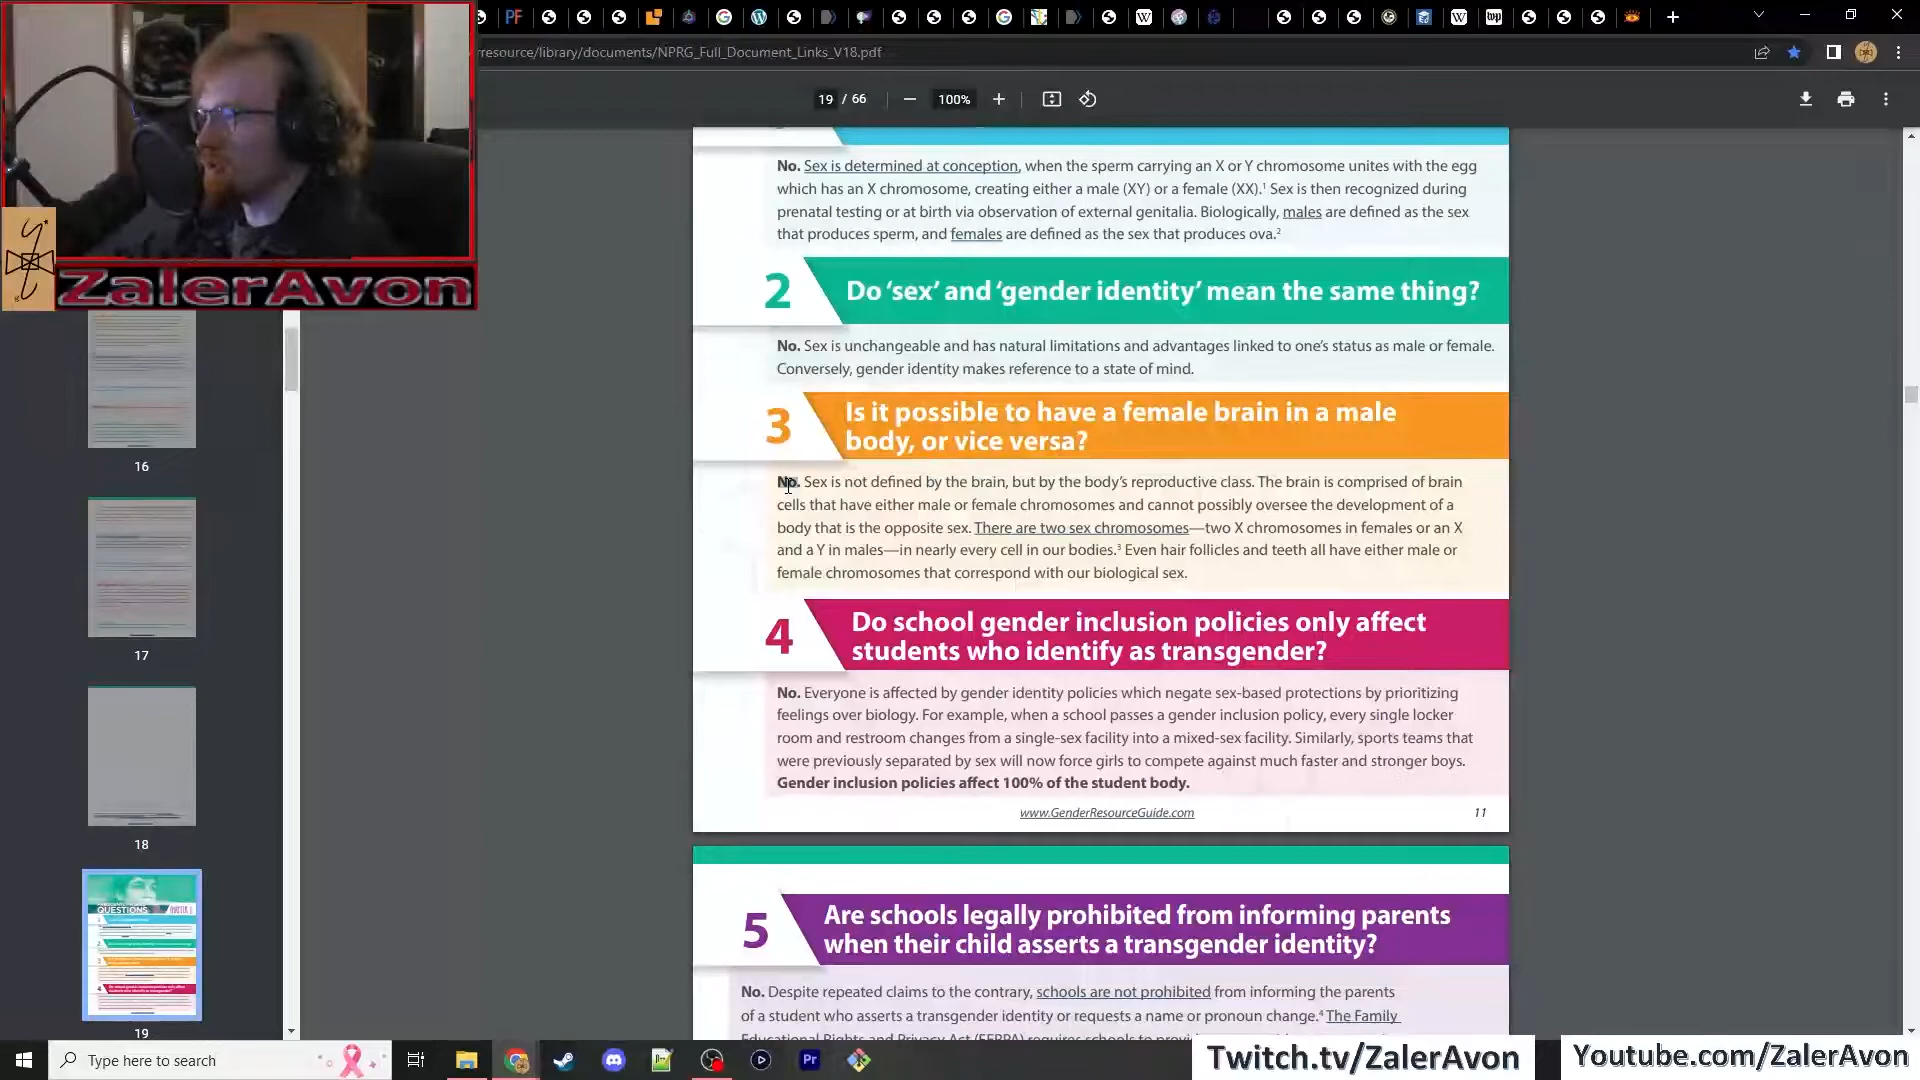 PF
W
W
rresource/library/documents/NPRG_Full_Document_Links_V18.pdf
19 / 66
100%
ZalerAvon
16
17
18
QUESTIONS
19
No. Sex is determined at conception, when the sperm carrying an X or Y chromosome unites with the egg
which has an X chromosome, creating either a male (XY) or a female (XX).¹ Sex is then recognized during
prenatal testing or at birth via observation of external genitalia. Biologically, males are defined as the sex
that produces sperm, and females are defined as the sex that produces ova.²
2
Do ‘sex’ and ‘gender identity’ mean the same thing?
No. Sex is unchangeable and has natural limitations and advantages linked to one’s status as male or female.
Conversely, gender identity makes reference to a state of mind.
3
Is it possible to have a female brain in a male
body, or vice versa?
No. Sex is not defined by the brain, but by the body’s reproductive class. The brain is comprised of brain
cells that have either male or female chromosomes and cannot possibly oversee the development of a
body that is the opposite sex. There are two sex chromosomes—two X chromosomes in females or an X
and a Y in males—in nearly every cell in our bodies.³ Even hair follicles and teeth all have either male or
female chromosomes that correspond with our biological sex.
4
Do school gender inclusion policies only affect
students who identify as transgender?
No. Everyone is affected by gender identity policies which negate sex-based protections by prioritizing
feelings over biology. For example, when a school passes a gender inclusion policy, every single locker
room and restroom changes from a single-sex facility into a mixed-sex facility. Similarly, sports teams that
were previously separated by sex will now force girls to compete against much faster and stronger boys.
Gender inclusion policies affect 100% of the student body.
www.GenderResourceGuide.com
11
5
Are schools legally prohibited from informing parents
when their child asserts a transgender identity?
No. Despite repeated claims to the contrary, schools are not prohibited from informing the parents
of a student who asserts a transgender identity or requests a name or pronoun change.⁴ The Family
Educational Rights and Privacy Act (FERPA) requires schools to
Type here to search
Pr
Twitch.tv/ZalerAvon
Youtube.com/ZalerAvon